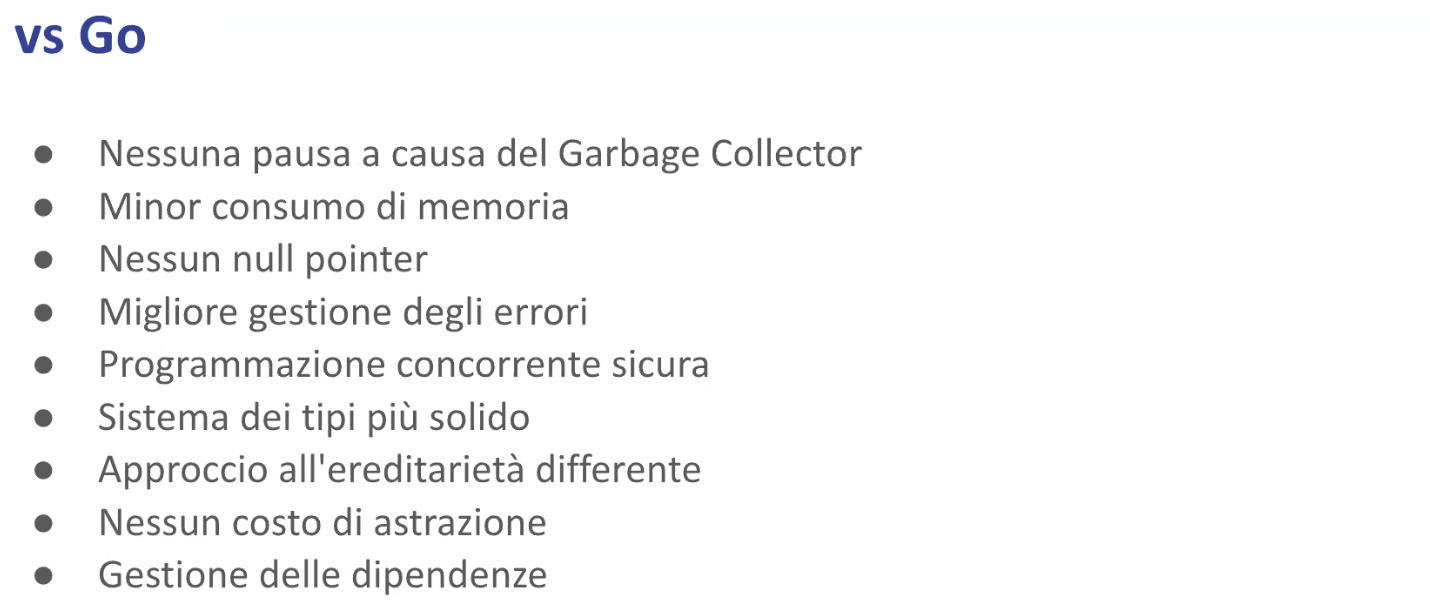 vs Go
● Nessuna pausa a causa del Garbage Collector
● Minor consumo di memoria
● Nessun null pointer
● Migliore gestione degli errori
● Programmazione concorrente sicura
● Sistema dei tipi più solido
● Approccio all'ereditarietà differente
● Nessun costo di astrazione
● Gestione delle dipendenze